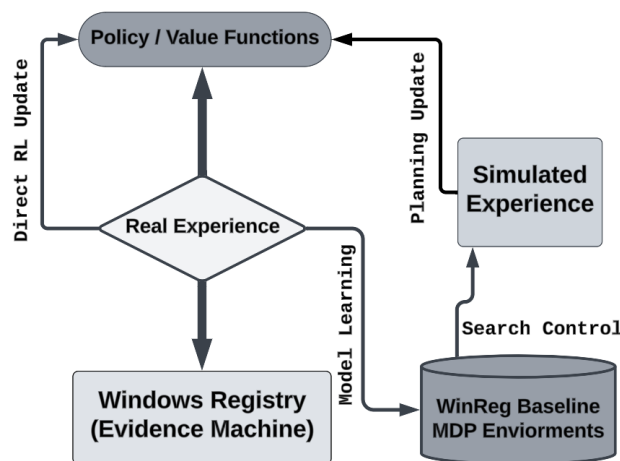 Policy / Value Functions
Direct RL Update
Planning Update
Simulated
Experience
Real Experience
Model Learning
Search Control
Windows Registry
(Evidence Machine)
WinReg Baseline
MDP Enviorments